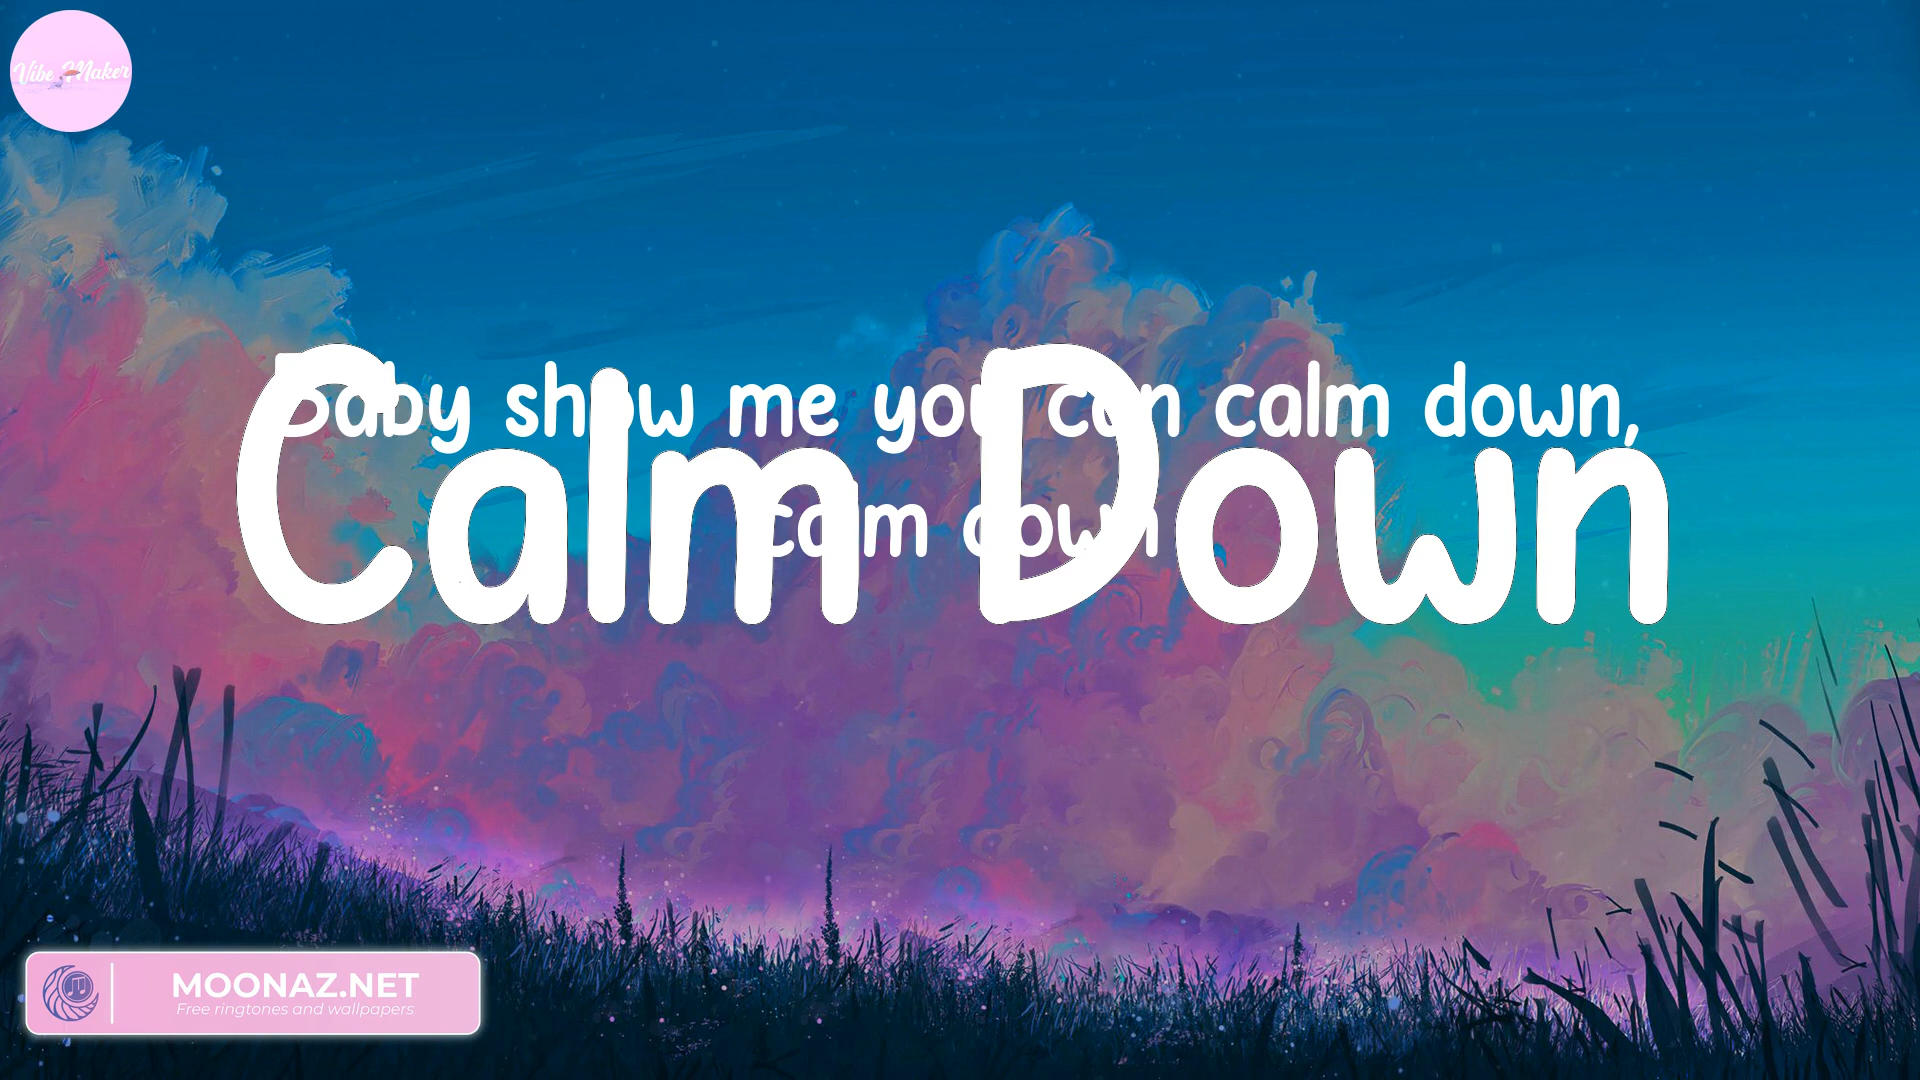 Vibe Maker
Baby show me you can calm down,
Calm Down
calm down
MOONAZ.NET
Free ringtones and wallpapers